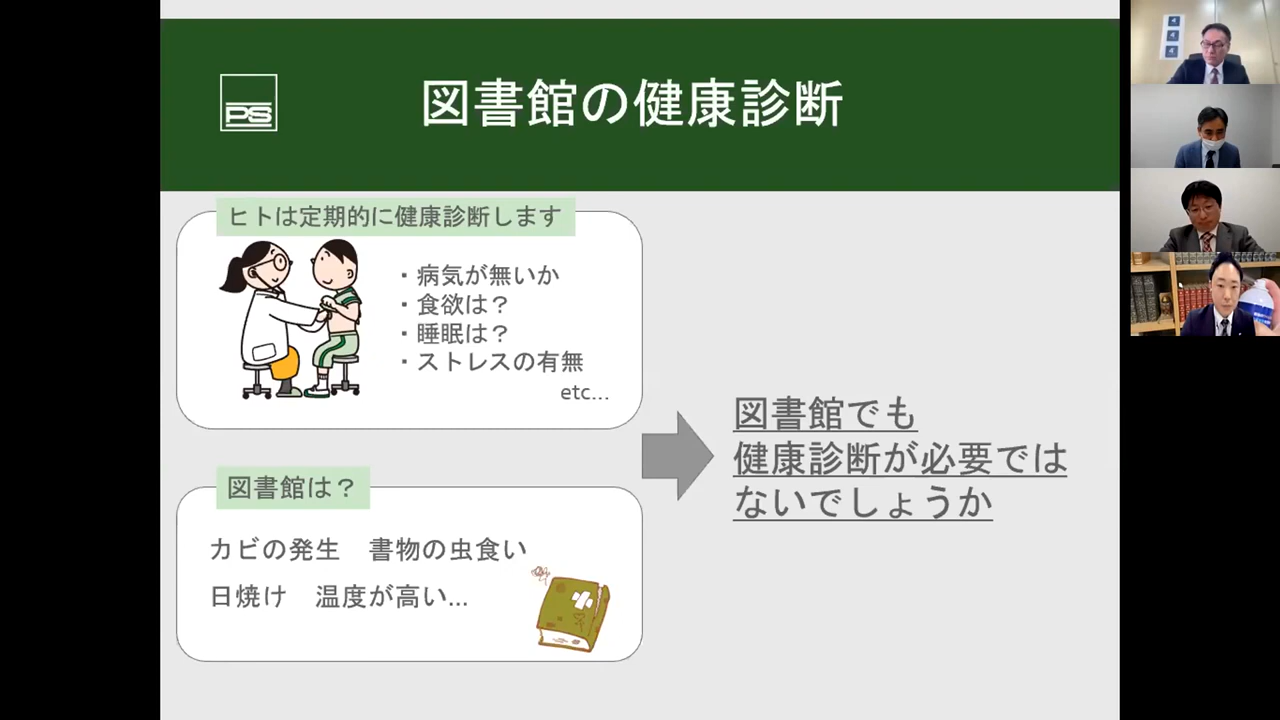 PS
図書館の健康診断
ヒトは定期的に健康診断します
・病気が無いか
・食欲は？
・睡眠は？
・ストレスの有無
etc…
図書館は？
カビの発生　書物の虫食い
日焼け　温度が高い…
図書館でも
健康診断が必要では
ないでしょうか